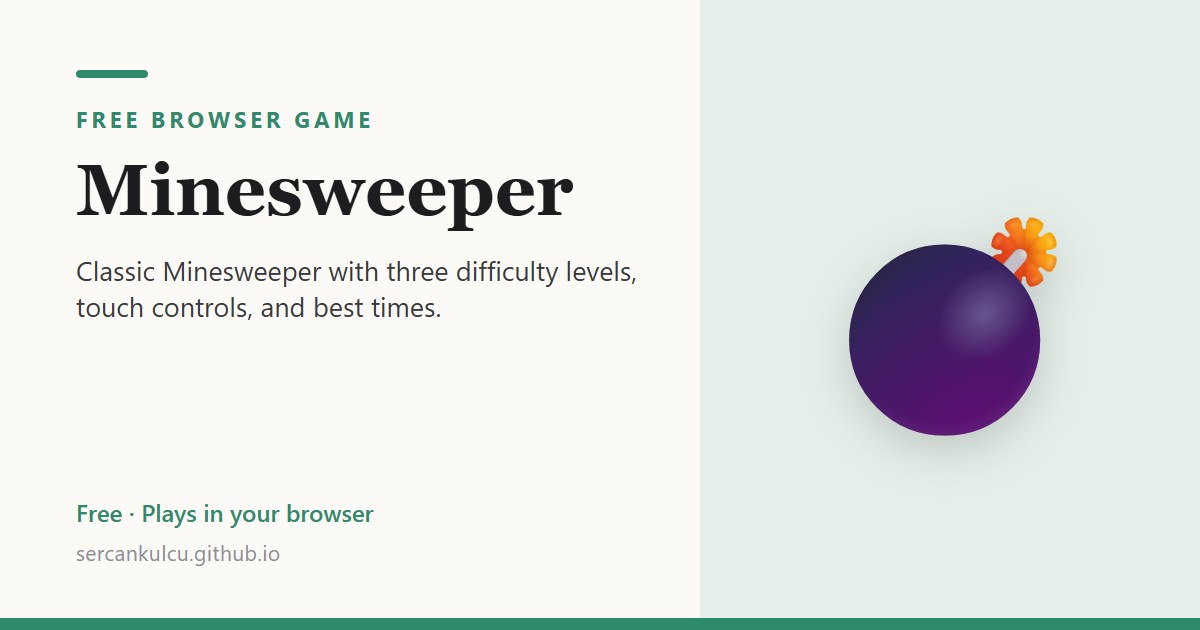 FREE BROWSER GAME
Minesweeper
Classic Minesweeper with three difficulty levels,
touch controls, and best times.
Free · Plays in your browser
sercankulcu.github.io